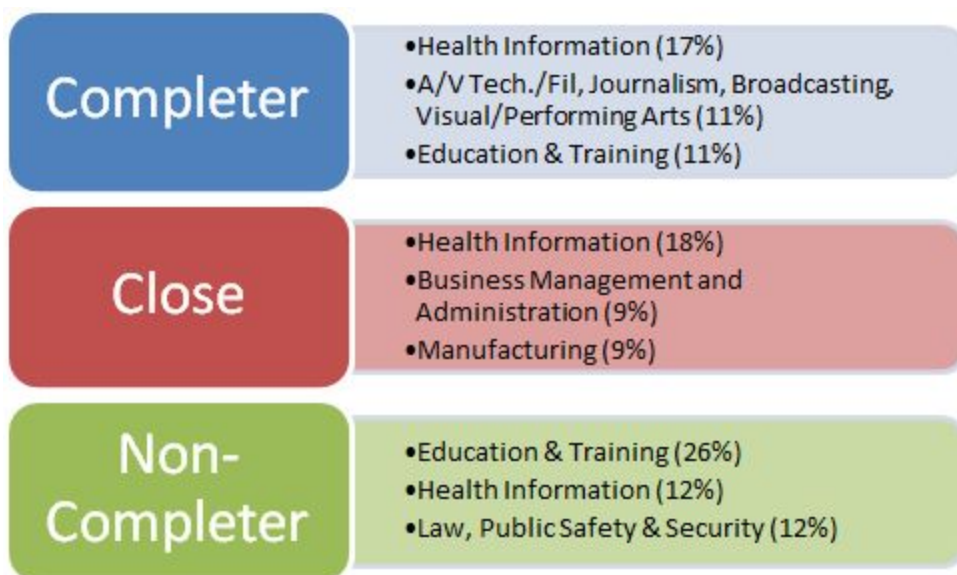 Completer
•Health Information (17%)
•A/V Tech./Fil, Journalism, Broadcasting,
Visual/Performing Arts (11%)
•Education & Training (11%)
Close
•Health Information (18%)
•Business Management and
Administration (9%)
•Manufacturing (9%)
Non-
Completer
•Education & Training (26%)
•Health Information (12%)
•Law, Public Safety & Security (12%)